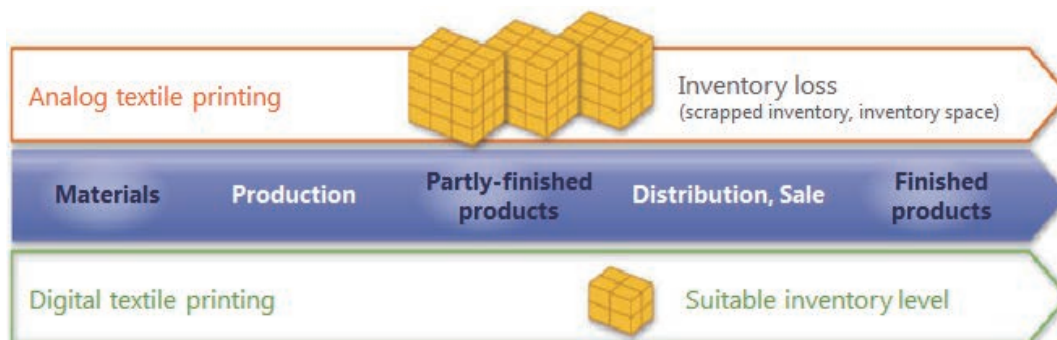 Analog textile printing
Inventory loss
(scrapped inventory, inventory space)
Materials
Production
Partly-finished
products
Distribution, Sale
Finished
products
Digital textile printing
Suitable inventory level